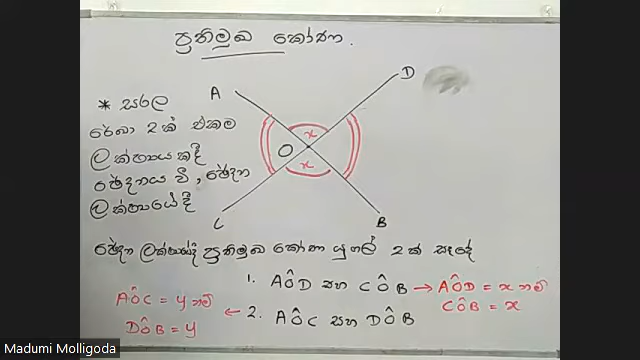 ප්‍රතිමුඛ කෝණ.
A
D
* සරල
රේඛා 2ක් එකම
ලක්ෂ්‍යයකදී
ඡේදනය වී, ඡේදන
ලක්ෂ්‍යයේදී
x
O
x
C
B
ඡේදන ලක්ෂ්‍යයේදී ප්‍රතිමුඛ කෝණ යුගල් 2ක් සෑදේ
1. AÔD සහ CÔB → AÔD = x නම්
CÔB = x
AÔC = y නම් ← 2. AÔC සහ DÔB
DÔB = y
Madumi Molligoda